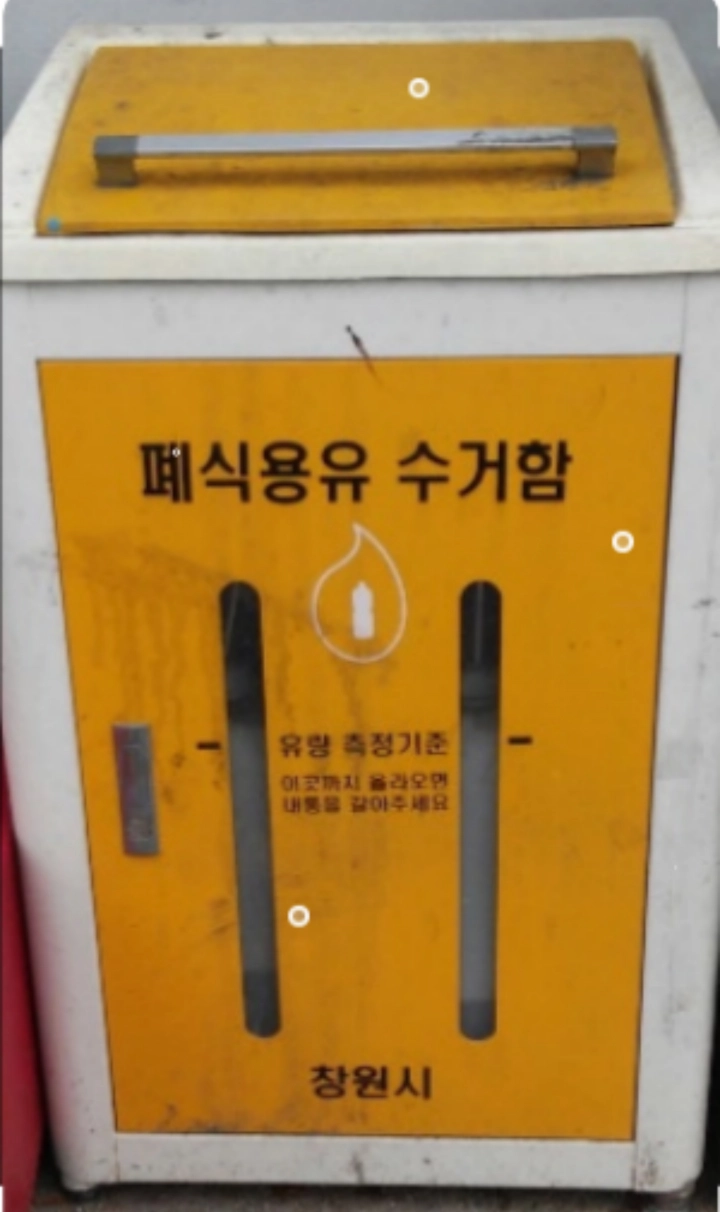 폐식용유 수거함
유량 측정기준
이곳까지 올라오면
내통을 갈아주세요
창원시